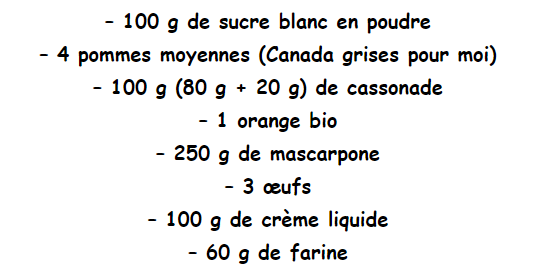 – 100 g de sucre blanc en poudre
– 4 pommes moyennes (Canada grises pour moi)
– 100 g (80 g + 20 g) de cassonade
– 1 orange bio
– 250 g de mascarpone
– 3 œufs
– 100 g de crème liquide
– 60 g de farine